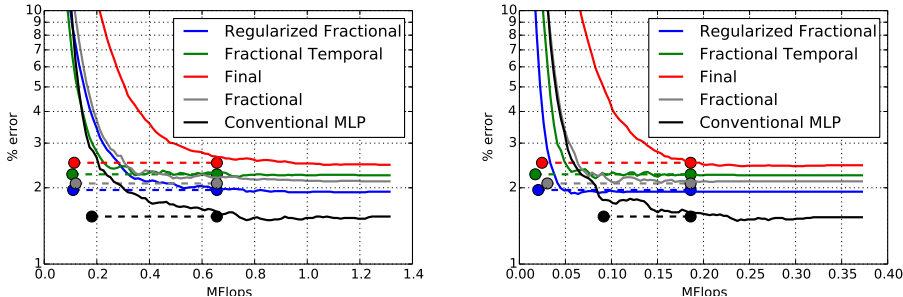 10
9
8
7
6
5
4
3
2
1
% error
0.0
0.2
0.4
0.6
0.8
1.0
1.2
1.4
MFlops
Regularized Fractional
Fractional Temporal
Final
Fractional
Conventional MLP
10
9
8
7
6
5
4
3
2
1
% error
0.00
0.05
0.10
0.15
0.20
0.25
0.30
0.35
0.40
MFlops
Regularized Fractional
Fractional Temporal
Final
Fractional
Conventional MLP